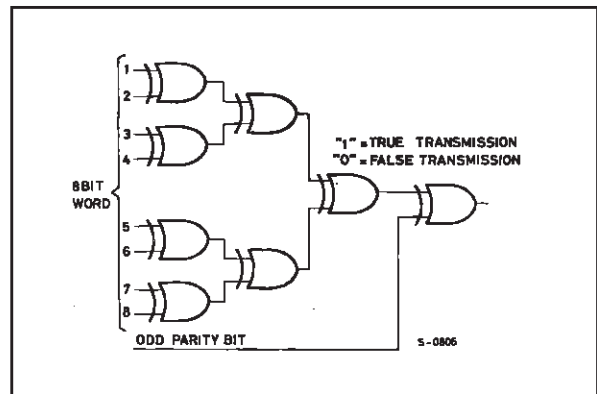 1
2
3
4
"1" = TRUE TRANSMISSION
"0" = FALSE TRANSMISSION
8BIT
WORD
5
6
7
8
ODD PARITY BIT
S-0806